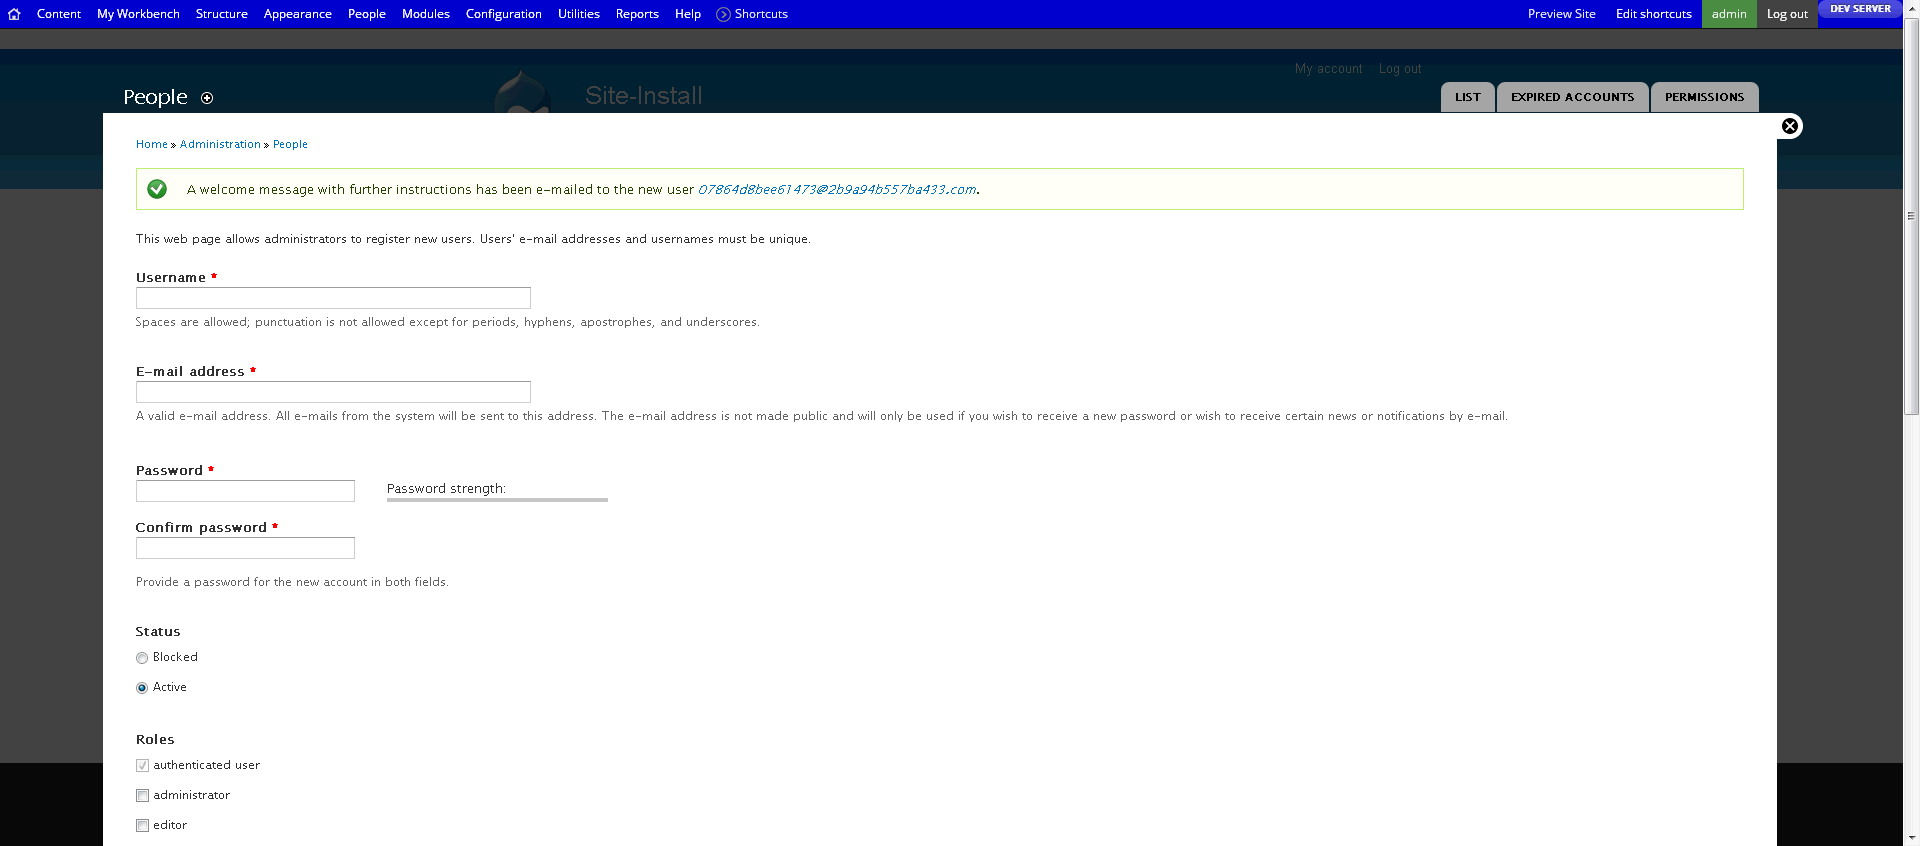 Content My Workbench Structure Appearance People Modules Configuration Utilities Reports Help Shortcuts Preview Site Edit shortcuts admin Log out DEV SERVER
My account Log out
People Site-Install LIST EXPIRED ACCOUNTS PERMISSIONS
Home » Administration » People
A welcome message with further instructions has been e-mailed to the new user 07864d8bee61473@2b9a94b557ba433.com.
This web page allows administrators to register new users. Users' e-mail addresses and usernames must be unique.
Username *
Spaces are allowed; punctuation is not allowed except for periods, hyphens, apostrophes, and underscores.
E-mail address *
A valid e-mail address. All e-mails from the system will be sent to this address. The e-mail address is not made public and will only be used if you wish to receive a new password or wish to receive certain news or notifications by e-mail.
Password *
Password strength:
Confirm password *
Provide a password for the new account in both fields.
Status
Blocked
Active
Roles
authenticated user
administrator
editor